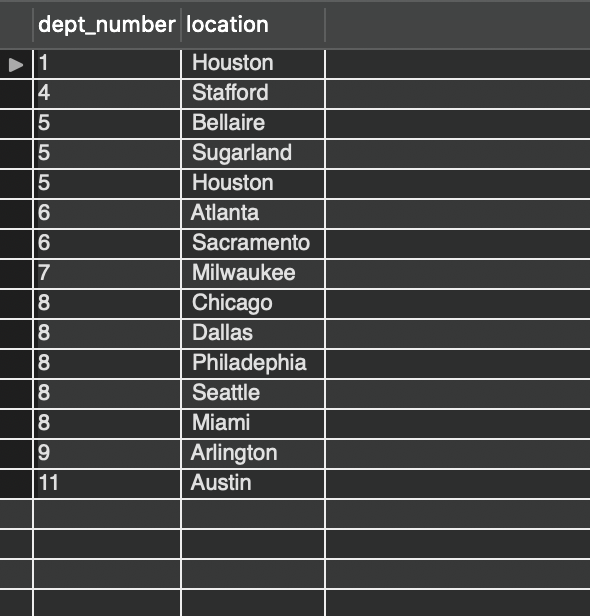 dept_number location
1 Houston
4 Stafford
5 Bellaire
5 Sugarland
5 Houston
6 Atlanta
6 Sacramento
7 Milwaukee
8 Chicago
8 Dallas
8 Philadephia
8 Seattle
8 Miami
9 Arlington
11 Austin